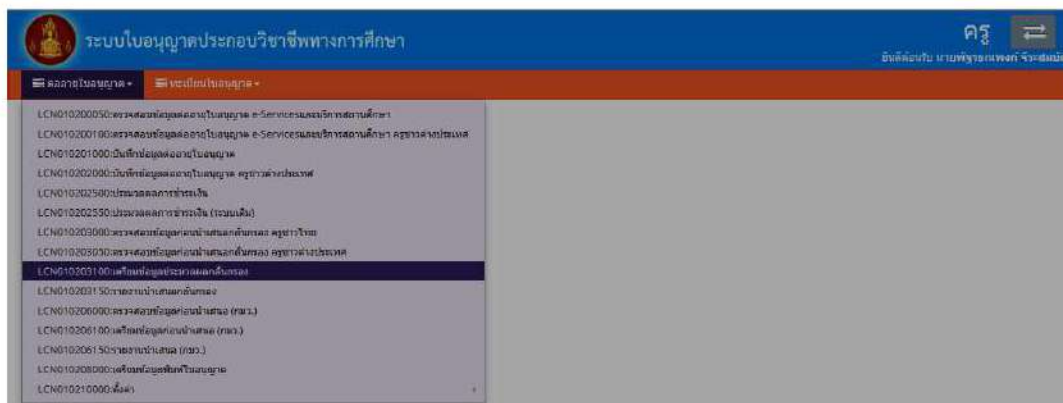 ระบบใบอนุญาตประกอบวิชาชีพทางการศึกษา
ครู
ยินดีต้อนรับ
ต่ออายุใบอนุญาต
ทะเบียนใบอนุญาต
LCN010200050:ตรวจสอบข้อมูลต่ออายุใบอนุญาต e-Servicesและบริการสถานศึกษา
LCN010200100:ตรวจสอบข้อมูลต่ออายุใบอนุญาต e-Servicesและบริการสถานศึกษา ครูชาวต่างประเทศ
LCN010201000:บันทึกข้อมูลต่ออายุใบอนุญาต
LCN010202000:บันทึกข้อมูลต่ออายุใบอนุญาต ครูชาวต่างประเทศ
LCN010202500:ประมวลผลการชำระเงิน
LCN010202550:ประมวลผลการชำระเงิน (ระบบเดิม)
LCN010203000:ตรวจสอบข้อมูลก่อนนำเสนอกลั่นกรอง ครูชาวไทย
LCN010203050:ตรวจสอบข้อมูลก่อนนำเสนอกลั่นกรอง ครูชาวต่างประเทศ
LCN010203100:เตรียมข้อมูลประมวลผลกลั่นกรอง
LCN010203150:รายงานนำเสนอกลั่นกรอง
LCN010206000:ตรวจสอบข้อมูลก่อนนำเสนอ (กมว.)
LCN010206100:เตรียมข้อมูลก่อนนำเสนอ (กมว.)
LCN010206150:รายงานนำเสนอ (กมว.)
LCN010208000:เตรียมข้อมูลพิมพ์ใบอนุญาต
LCN010210000:ตั้งค่า